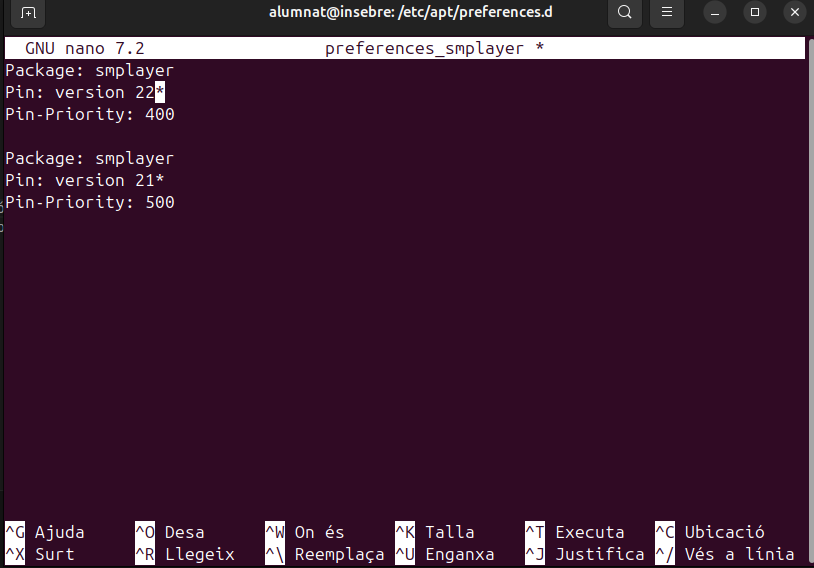 alumnat@insebre: /etc/apt/preferences.d
GNU nano 7.2 preferences_smplayer *
Package: smplayer
Pin: version 22*
Pin-Priority: 400
Package: smplayer
Pin: version 21*
Pin-Priority: 500
^G Ajuda ^O Desa ^W On és ^K Talla ^T Executa ^C Ubicació
^X Surt ^R Llegeix ^\ Reemplaça ^U Enganxa ^J Justifica ^/ Vés a línia